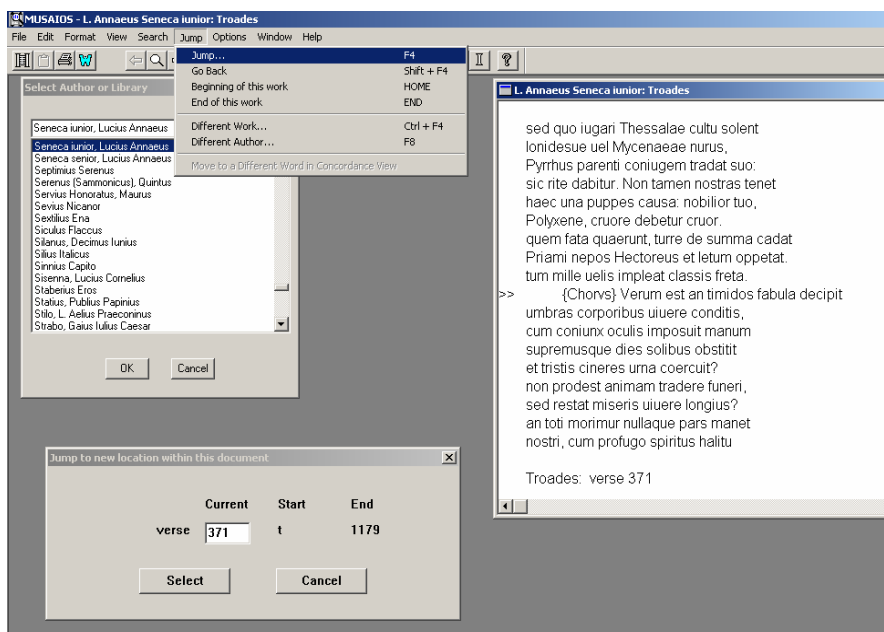 MUSAIOS - L. Annaeus Seneca iunior: Troades
File Edit Format View Search Jump Options Window Help
Jump... F4
Go Back Shift + F4
Beginning of this work HOME
End of this work END
Different Work... Ctrl + F4
Different Author... F8
Move to a Different Word in Concordance View
Select Author or Library
Seneca iunior, Lucius Annaeus
Seneca iunior, Lucius Annaeus
Seneca senior, Lucius Annaeus
Septimius Serenus
Serenus (Sammonicus), Quintus
Servius Honoratus, Maurus
Sevius Nicanor
Sextilius Ena
Siculus Flaccus
Silanus, Decimus Iunius
Silius Italicus
Sinnius Capito
Sisenna, Lucius Cornelius
Staberius Eros
Statius, Publius Papinius
Stilo, L. Aelius Praeconinus
Strabo, Gaius Iulius Caesar
OK Cancel
L. Annaeus Seneca iunior: Troades
sed quo iugari Thessalae cultu solent
Ionidesue uel Mycenaeae nurus,
Pyrrhus parenti coniugem tradat suo:
sic rite dabitur. Non tamen nostras tenet
haec una puppes causa: nobilior tuo,
Polyxene, cruore debetur cruor.
quem fata quaerunt, turre de summa cadat
Priami nepos Hectoreus et letum oppetat.
tum mille uelis impleat classis freta.
>> {Chorvs} Verum est an timidos fabula decipit
umbras corporibus uiuere conditis,
cum coniunx oculis imposuit manum
supremusque dies solibus obstitit
et tristis cineres urna coercuit?
non prodest animam tradere funeri,
sed restat miseris uiuere longius?
an toti morimur nullaque pars manet
nostri, cum profugo spiritus halitu
Troades: verse 371
Jump to new location within this document
Current Start End
verse 371 t 1179
Select Cancel